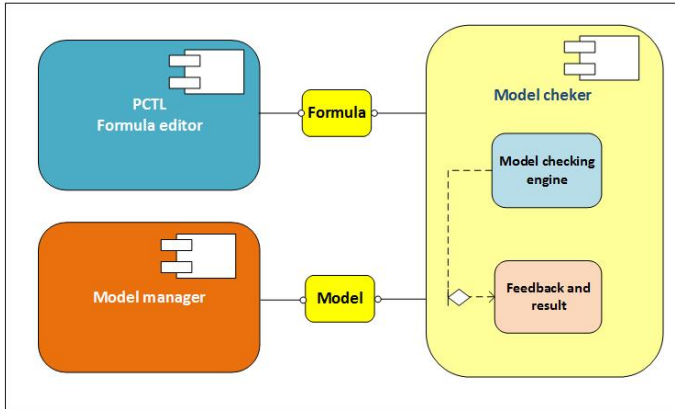 PCTL
Formula editor
Formula
Model cheker
Model checking
engine
Model manager
Model
Feedback and
result